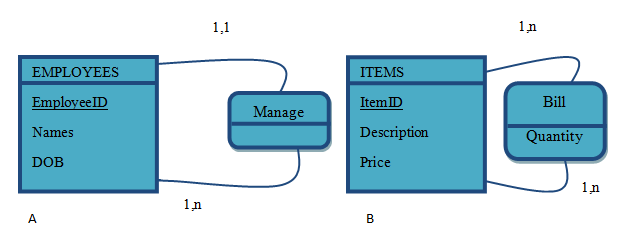 1,1
EMPLOYEES
EmployeeID
Names
DOB
Manage
1,n
A
1,n
ITEMS
ItemID
Description
Price
Bill
Quantity
1,n
B